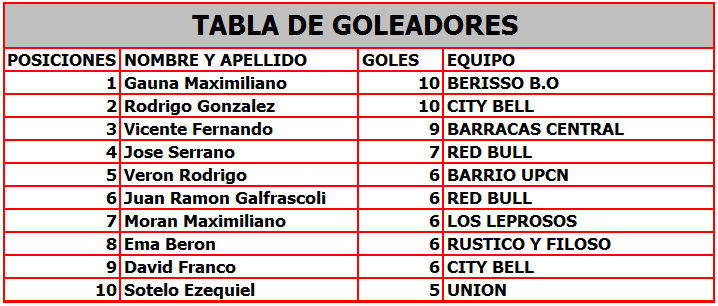 TABLA DE GOLEADORES
POSICIONES NOMBRE Y APELLIDO GOLES EQUIPO
1 Gauna Maximiliano 10 BERISSO B.O
2 Rodrigo Gonzalez 10 CITY BELL
3 Vicente Fernando 9 BARRACAS CENTRAL
4 Jose Serrano 7 RED BULL
5 Veron Rodrigo 6 BARRIO UPCN
6 Juan Ramon Galfrascoli 6 RED BULL
7 Moran Maximiliano 6 LOS LEPROSOS
8 Ema Beron 6 RUSTICO Y FILOSO
9 David Franco 6 CITY BELL
10 Sotelo Ezequiel 5 UNION